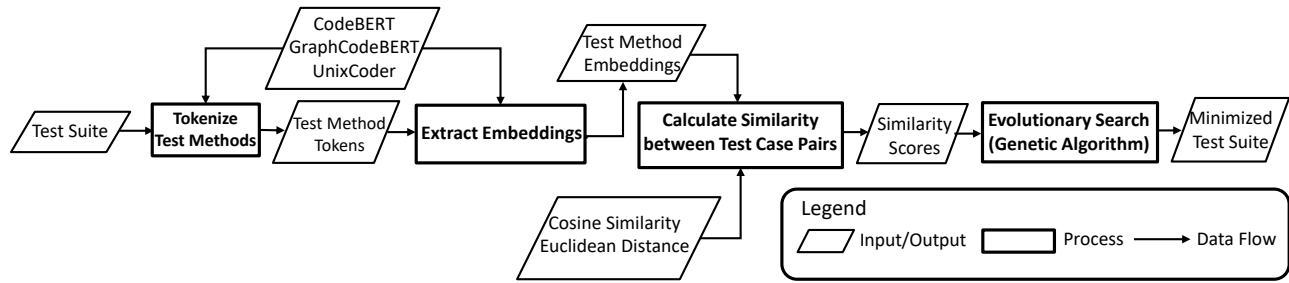 CodeBERT
GraphCodeBERT
UnixCoder
Test Suite
Tokenize
Test Methods
Test Method
Tokens
Extract Embeddings
Test Method
Embeddings
Calculate Similarity
between Test Case Pairs
Cosine Similarity
Euclidean Distance
Similarity
Scores
Evolutionary Search
(Genetic Algorithm)
Minimized
Test Suite
Legend
Input/Output
Process
Data Flow